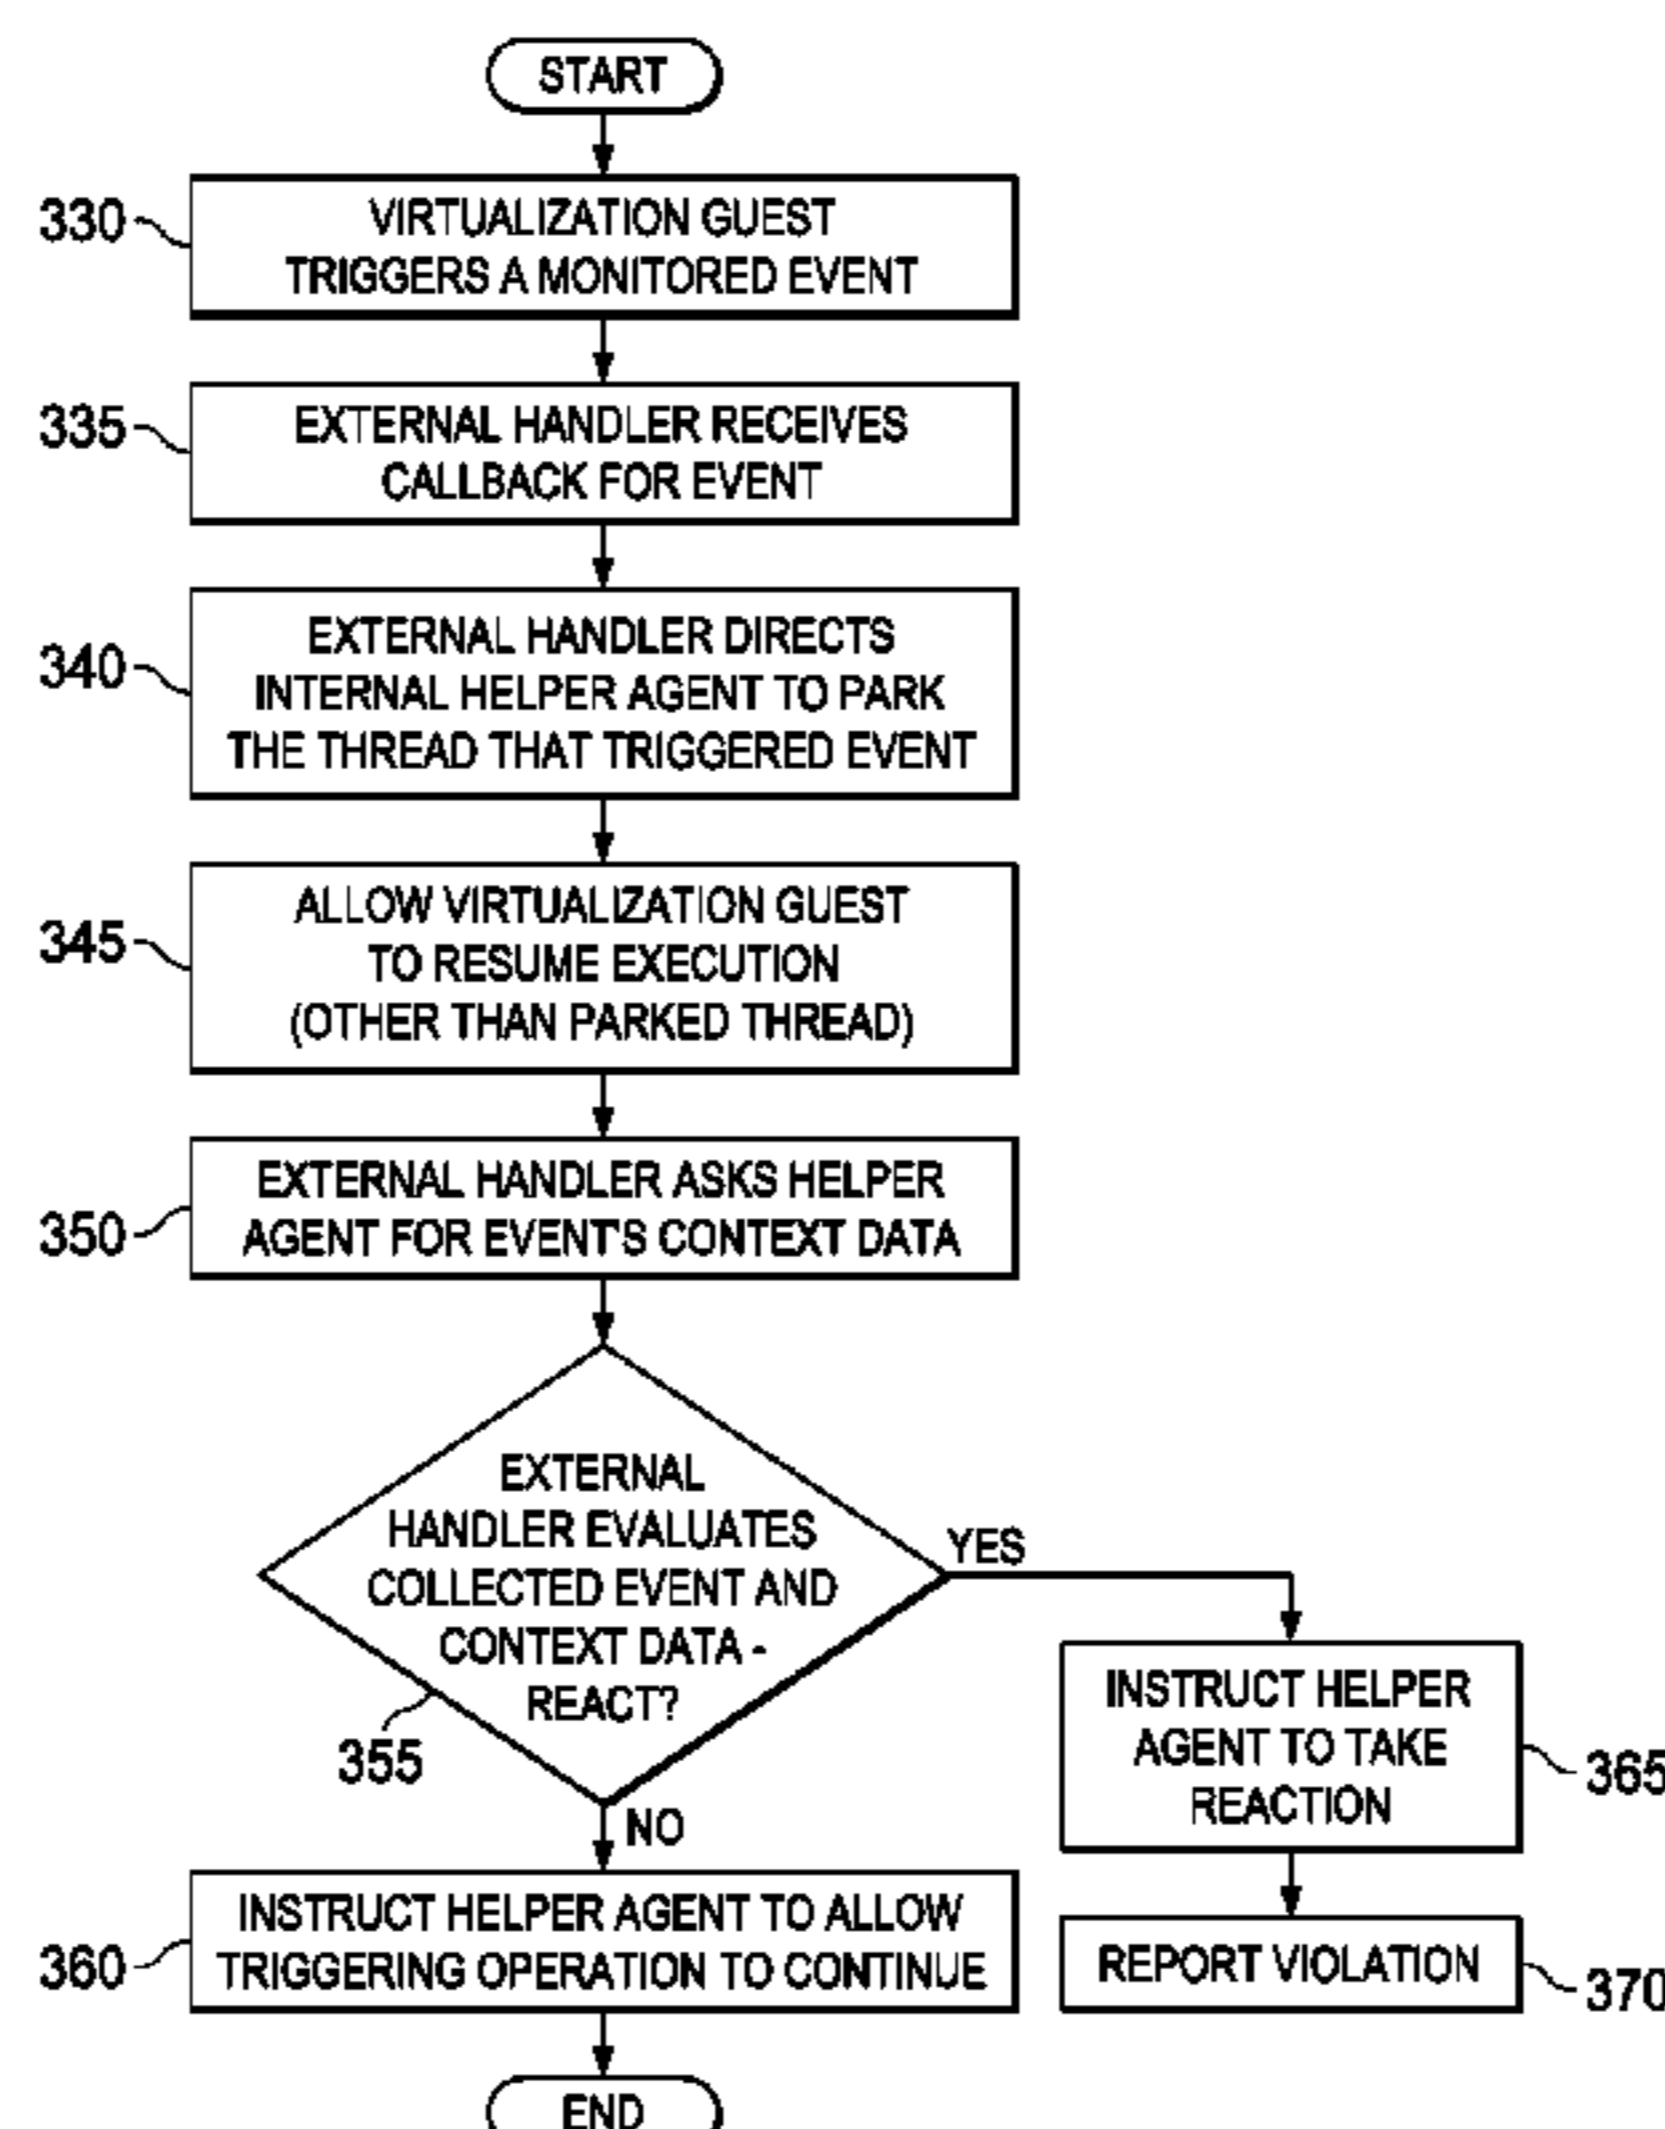 START
330
VIRTUALIZATION GUEST
TRIGGERS A MONITORED EVENT
335
EXTERNAL HANDLER RECEIVES
CALLBACK FOR EVENT
340
EXTERNAL HANDLER DIRECTS
INTERNAL HELPER AGENT TO PARK
THE THREAD THAT TRIGGERED EVENT
345
ALLOW VIRTUALIZATION GUEST
TO RESUME EXECUTION
(OTHER THAN PARKED THREAD)
350
EXTERNAL HANDLER ASKS HELPER
AGENT FOR EVENT'S CONTEXT DATA
EXTERNAL
HANDLER EVALUATES
COLLECTED EVENT AND
CONTEXT DATA -
REACT?
355
YES
INSTRUCT HELPER
AGENT TO TAKE
REACTION
365
NO
360
INSTRUCT HELPER AGENT TO ALLOW
TRIGGERING OPERATION TO CONTINUE
REPORT VIOLATION
370
END